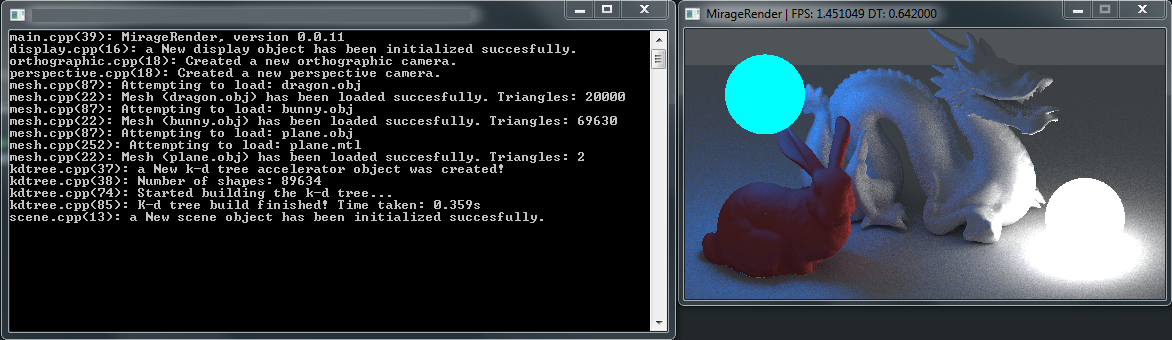 main.cpp(39): MirageRender, version 0.0.11
display.cpp(16): a New display object has been initialized succesfully.
orthographic.cpp(18): Created a new orthographic camera.
perspective.cpp(18): Created a new perspective camera.
mesh.cpp(87): Attempting to load: dragon.obj
mesh.cpp(22): Mesh (dragon.obj) has been loaded succesfully. Triangles: 20000
mesh.cpp(87): Attempting to load: bunny.obj
mesh.cpp(22): Mesh (bunny.obj) has been loaded succesfully. Triangles: 69630
mesh.cpp(87): Attempting to load: plane.obj
mesh.cpp(252): Attempting to load: plane.mtl
mesh.cpp(22): Mesh (plane.obj) has been loaded succesfully. Triangles: 2
kdtree.cpp(37): a New k-d tree accelerator object was created!
kdtree.cpp(38): Number of shapes: 89634
kdtree.cpp(74): Started building the k-d tree...
kdtree.cpp(85): K-d tree build finished! Time taken: 0.359s
scene.cpp(13): a New scene object has been initialized succesfully.
MirageRender | FPS: 1.451049 DT: 0.642000